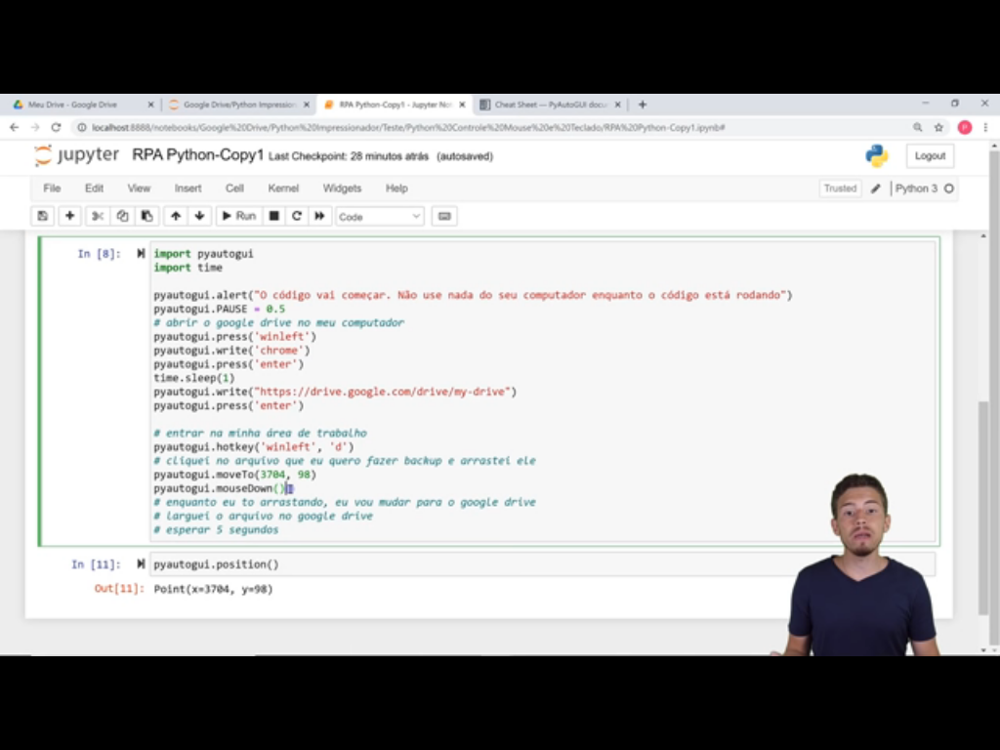 Meu Drive - Google Drive
Google Drive/Python Impression
RPA Python-Copy1 - Jupyter No
Cheat Sheet — PyAutoGUI docu
localhost:8888/notebooks/Google%20Drive/Python%20Impressionador/Teste/Python%20Controle%20Mouse%20e%20Teclado/RPA%20Python-Copy1.ipynb#
P
jupyter RPA Python-Copy1 Last Checkpoint: 28 minutos atrás (autosaved)
Logout
File Edit View Insert Cell Kernel Widgets Help
Trusted Python 3
Run Code
In [8]:
import pyautogui
import time
pyautogui.alert("O código vai começar. Não use nada do seu computador enquanto o código está rodando")
pyautogui.PAUSE = 0.5
# abrir o google drive no meu computador
pyautogui.press('winleft')
pyautogui.write('chrome')
pyautogui.press('enter')
time.sleep(1)
pyautogui.write("https://drive.google.com/drive/my-drive")
pyautogui.press('enter')
# entrar na minha área de trabalho
pyautogui.hotkey('winleft', 'd')
# cliquei no arquivo que eu quero fazer backup e arrastei ele
pyautogui.moveTo(3704, 98)
pyautogui.mouseDown()
# enquanto eu to arrastando, eu vou mudar para o google drive
# larguei o arquivo no google drive
# esperar 5 segundos
In [11]: pyautogui.position()
Out[11]: Point(x=3704, y=98)